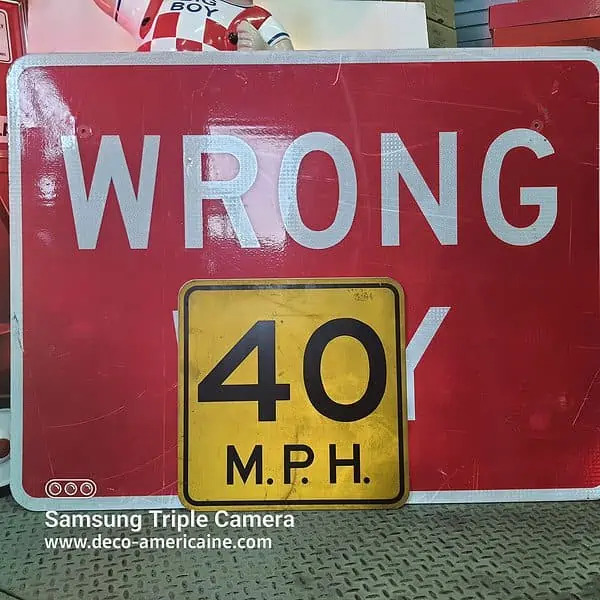 BOY
WRONG
Y
40
M.P.H.
Samsung Triple Camera
www.deco-americaine.com